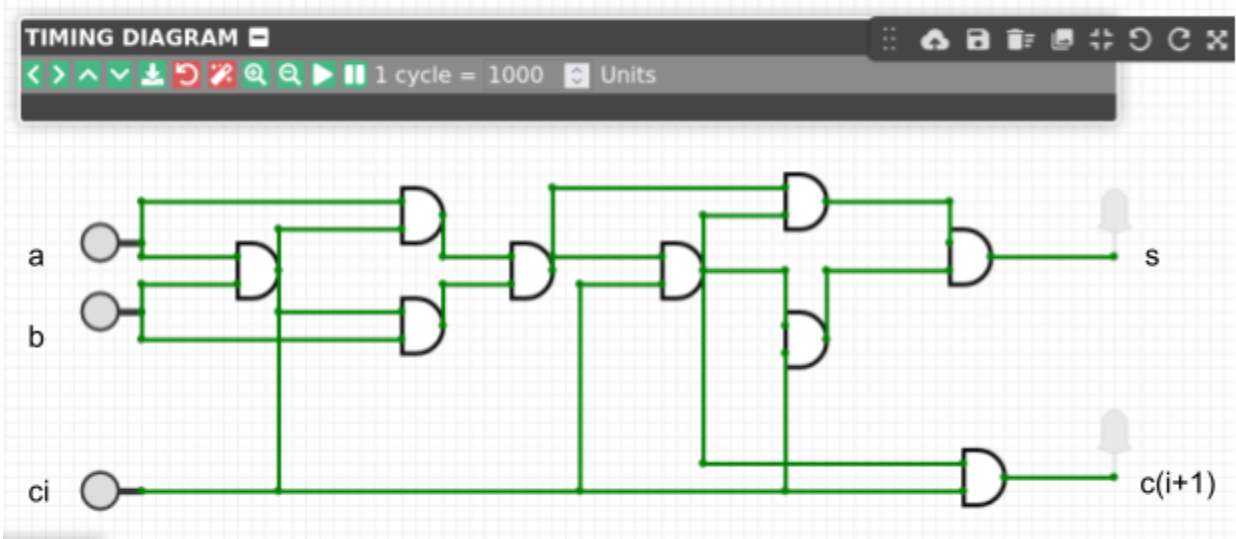 TIMING DIAGRAM
1 cycle = 1000 Units
a
b
ci
s
c(i+1)